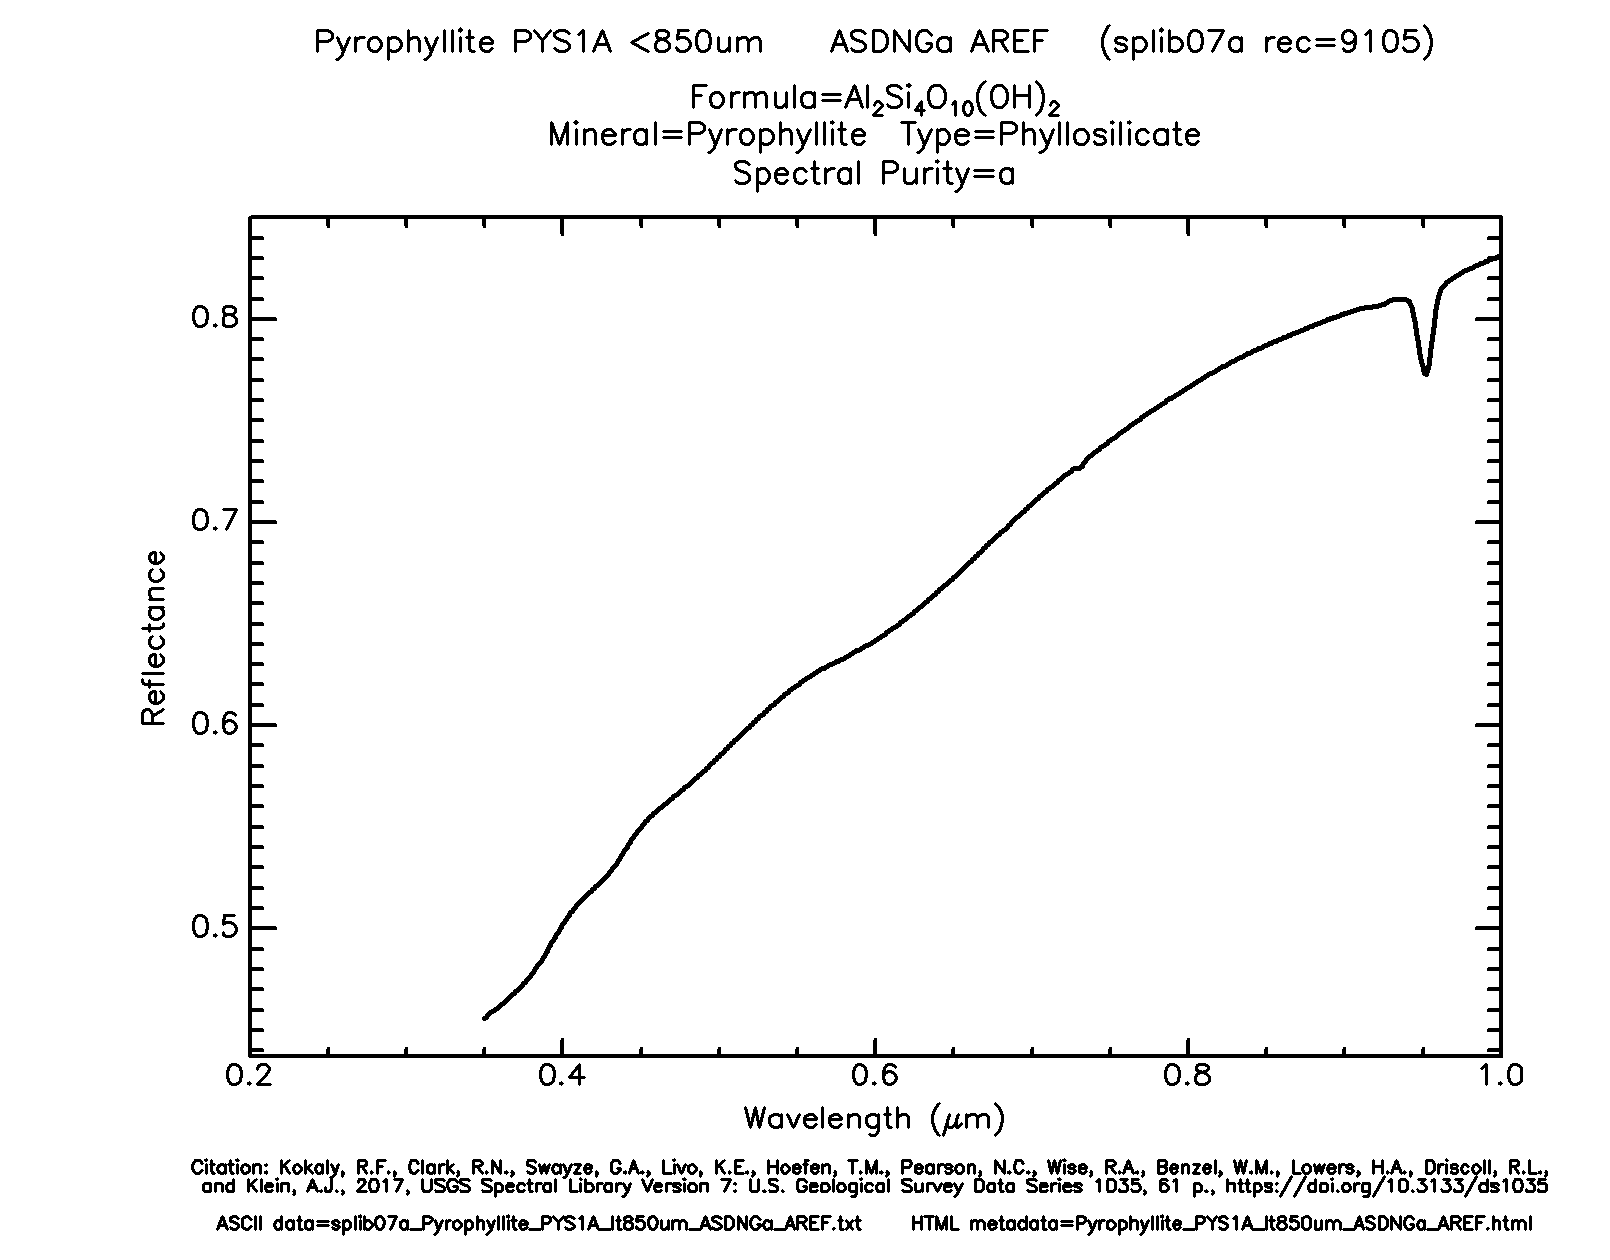 Pyrophyllite PYS1A <850um ASDNGa AREF (splib07a rec=9105)
Formula=Al₂Si₄O₁₀(OH)₂
Mineral=Pyrophyllite Type=Phyllosilicate
Spectral Purity=a
0.8
0.7
0.6
0.5
Reflectance
0.2 0.4 0.6 0.8 1.0
Wavelength (μm)
Citation: Kokaly, R.F., Clark, R.N., Swayze, G.A., Livo, K.E., Hoefen, T.M., Pearson, N.C., Wise, R.A., Benzel, W.M., Lowers, H.A., Driscoll, R.L.,
and Klein, A.J., 2017, USGS Spectral Library Version 7: U.S. Geological Survey Data Series 1035, 61 p., https://doi.org/10.3133/ds1035
ASCII data=splib07a_Pyrophyllite_PYS1A_lt850um_ASDNGa_AREF.txt HTML metadata=Pyrophyllite_PYS1A_lt850um_ASDNGa_AREF.html